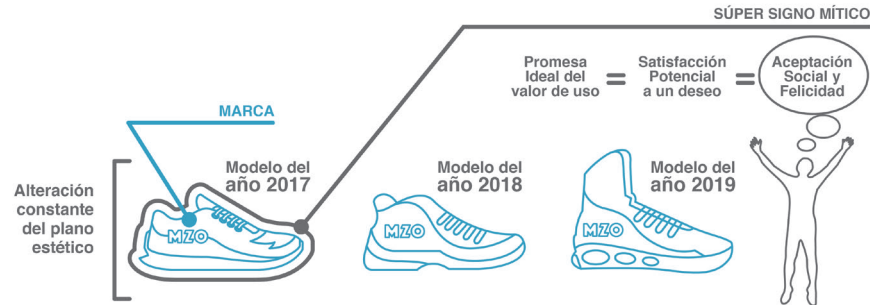 SÚPER SIGNO MÍTICO
Promesa
Ideal del
valor de uso
=
Satisfacción
Potencial
a un deseo
=
Aceptación
Social y
Felicidad
MARCA
Alteración
constante
del plano
estético
Modelo del
año 2017
MZO
Modelo del
año 2018
MZO
Modelo del
año 2019
MZO